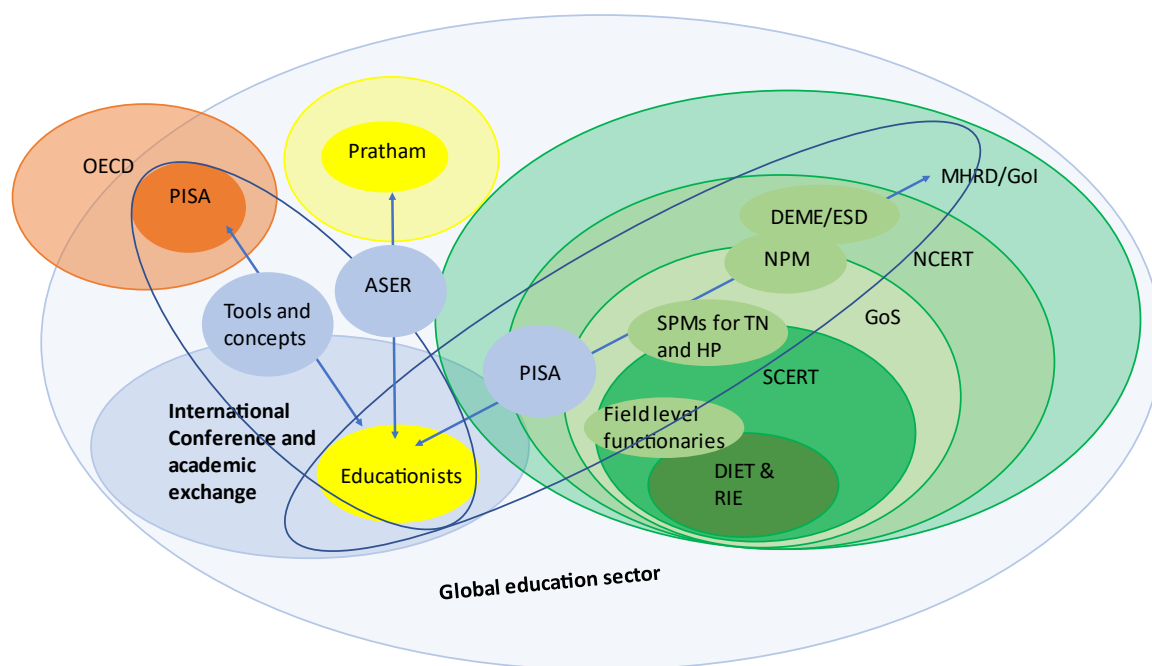 OECD
PISA
Pratham
MHRD/GoI
DEME/ESD
NCERT
NPM
ASER
Tools and
concepts
GoS
SPMs for TN
and HP
PISA
SCERT
International
Conference and
academic
exchange
Field level
functionaries
Educationists
DIET &
RIE
Global education sector